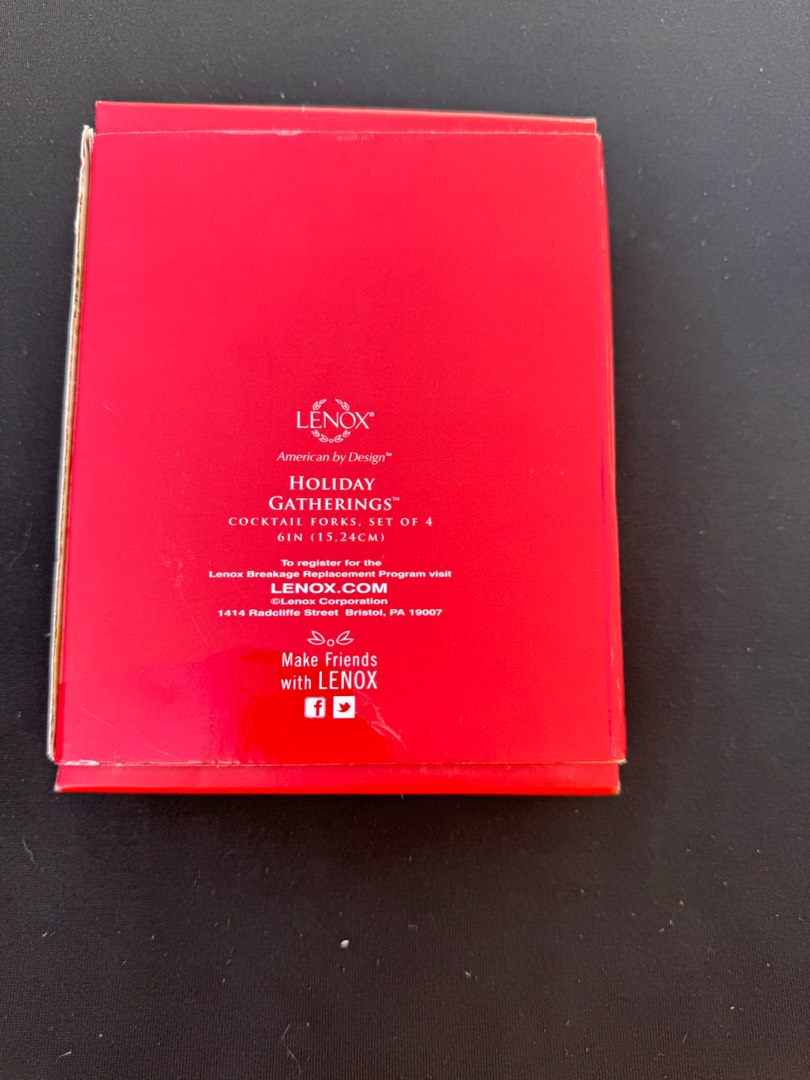 LENOX®
American by Design™
HOLIDAY
GATHERINGS™
COCKTAIL FORKS, SET OF 4
6IN (15,24CM)
To register for the
Lenox Breakage Replacement Program visit
LENOX.COM
©Lenox Corporation
1414 Radcliffe Street Bristol, PA 19007
Make Friends
with LENOX
f